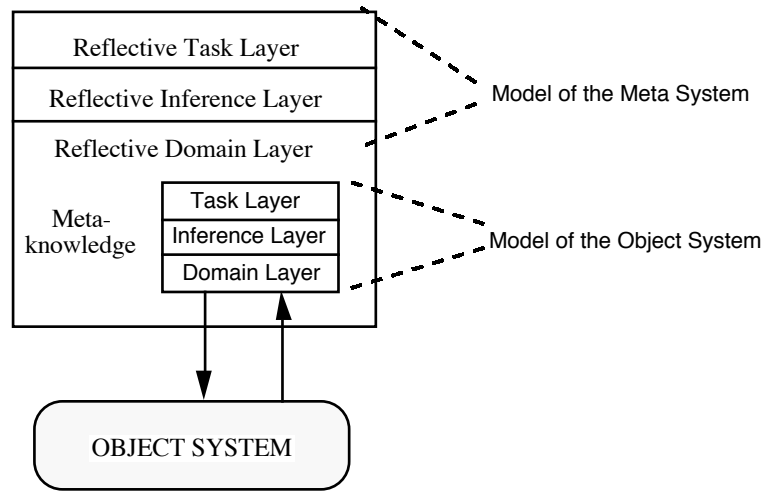 Reflective Task Layer
Reflective Inference Layer
Model of the Meta System
Reflective Domain Layer
Meta-
knowledge
Task Layer
Inference Layer
Domain Layer
Model of the Object System
OBJECT SYSTEM